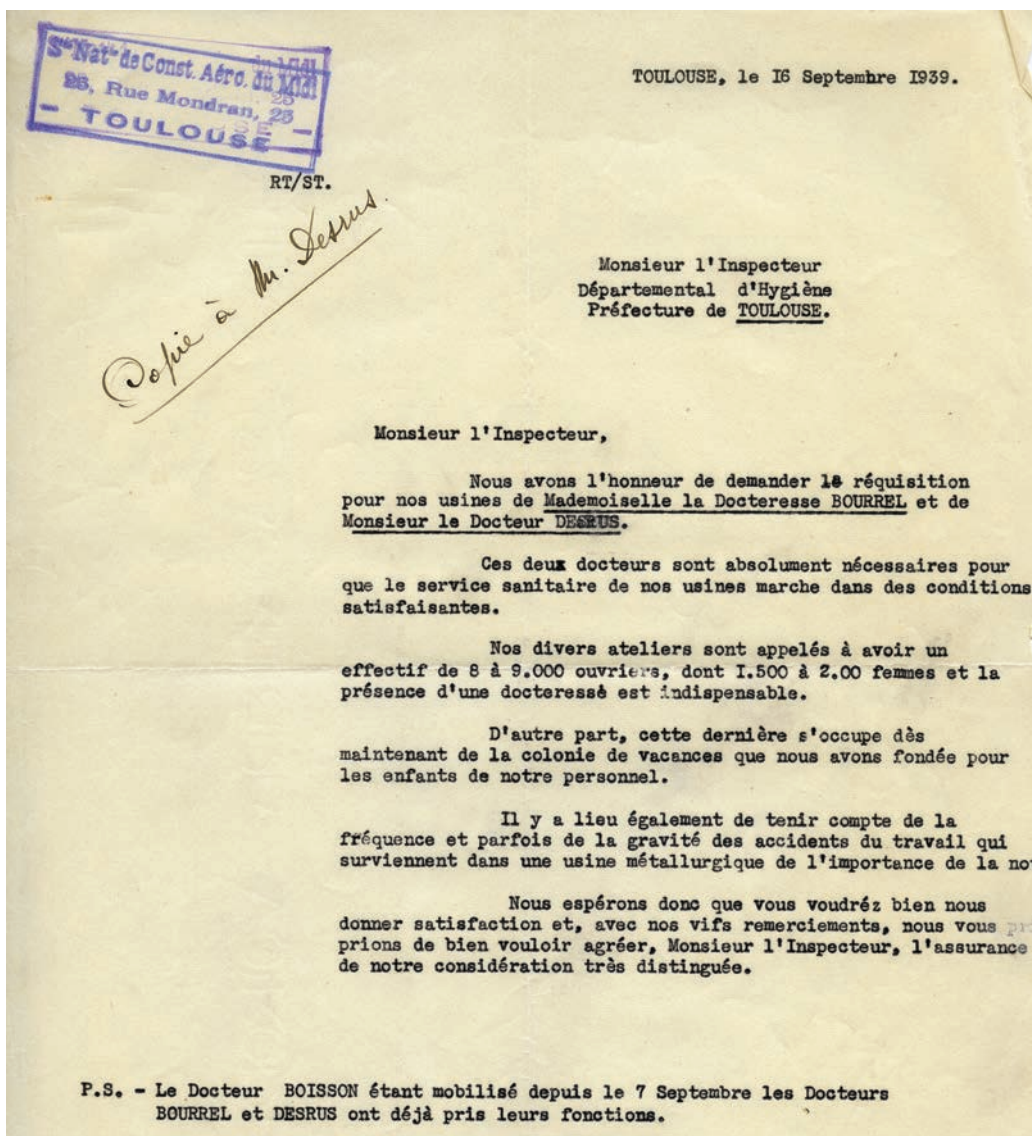 Sté Natle de Const. Aéro. du Midi
25, Rue Mondran, 25
- TOULOUSE -
TOULOUSE, le I6 Septembre I939.
RT/ST.
Copie à M. Desrus.
Monsieur l'Inspecteur
Départemental d'Hygiène
Préfecture de TOULOUSE.
Monsieur l'Inspecteur,
Nous avons l'honneur de demander la réquisition
pour nos usines de Mademoiselle la Docteresse BOURREL et de
Monsieur le Docteur DESRUS.
Ces deux docteurs sont absolument nécessaires pour
que le service sanitaire de nos usines marche dans des conditions
satisfaisantes.
Nos divers ateliers sont appelés à avoir un
effectif de 8 à 9.000 ouvriers, dont I.500 à 2.00 femmes et la
présence d'une docteresse est indispensable.
D'autre part, cette dernière s'occupe dès
maintenant de la colonie de vacances que nous avons fondée pour
les enfants de notre personnel.
Il y a lieu également de tenir compte de la
fréquence et parfois de la gravité des accidents du travail qui
surviennent dans une usine métallurgique de l'importance de la no
Nous espérons donc que vous voudréz bien nous
donner satisfaction et, avec nos vifs remerciements, nous vous pr
prions de bien vouloir agréer, Monsieur l'Inspecteur, l'assurance
de notre considération très distinguée.
P.S. - Le Docteur BOISSON étant mobilisé depuis le 7 Septembre les Docteurs
BOURREL et DESRUS ont déjà pris leurs fonctions.